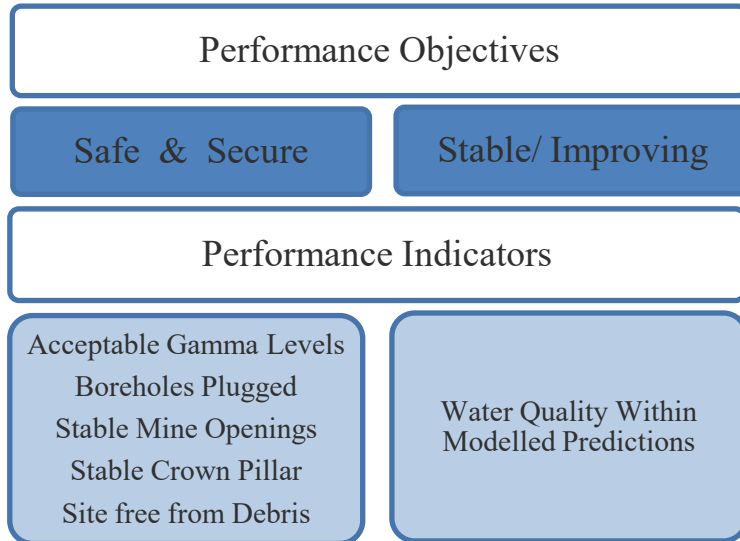 Performance Objectives
Safe & Secure
Stable/ Improving
Performance Indicators
Acceptable Gamma Levels
Boreholes Plugged
Stable Mine Openings
Stable Crown Pillar
Site free from Debris
Water Quality Within
Modelled Predictions